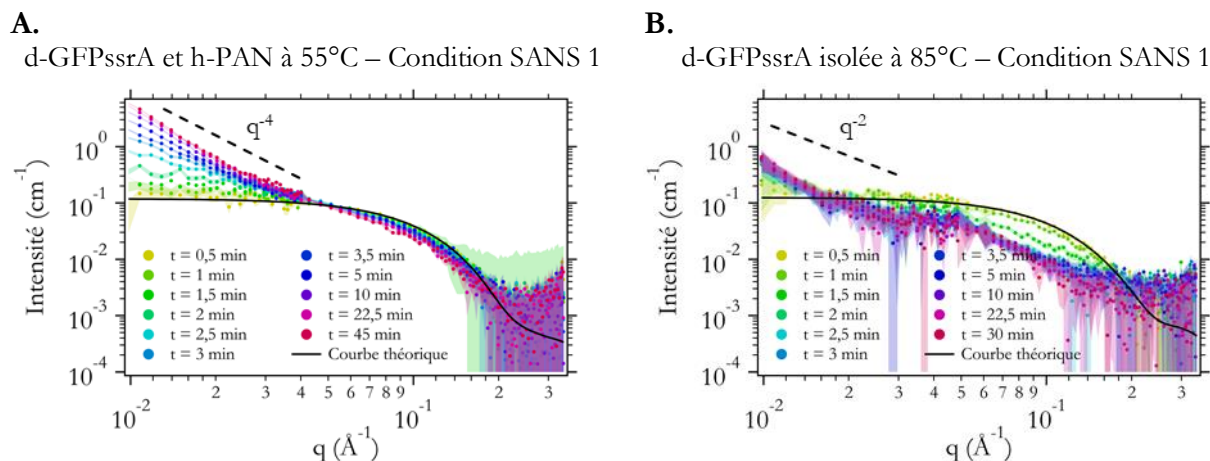 A.
d-GFPssrA et h-PAN à 55°C – Condition SANS 1
Intensité (cm⁻¹)
10⁰
10⁻¹
10⁻²
10⁻³
10⁻⁴
q⁻⁴
t = 0,5 min
t = 1 min
t = 1,5 min
t = 2 min
t = 2,5 min
t = 3 min
t = 3,5 min
t = 5 min
t = 10 min
t = 22,5 min
t = 45 min
Courbe théorique
2 3 4 5 6 7 8 9 2 3
10⁻² 10⁻¹
q (Å⁻¹)
B.
d-GFPssrA isolée à 85°C – Condition SANS 1
Intensité (cm⁻¹)
10⁰
10⁻¹
10⁻²
10⁻³
10⁻⁴
q⁻²
t = 0,5 min
t = 1 min
t = 1,5 min
t = 2 min
t = 2,5 min
t = 3 min
t = 3,5 min
t = 5 min
t = 10 min
t = 22,5 min
t = 30 min
Courbe théorique
2 3 4 5 6 7 8 9 2 3
10⁻² 10⁻¹
q (Å⁻¹)